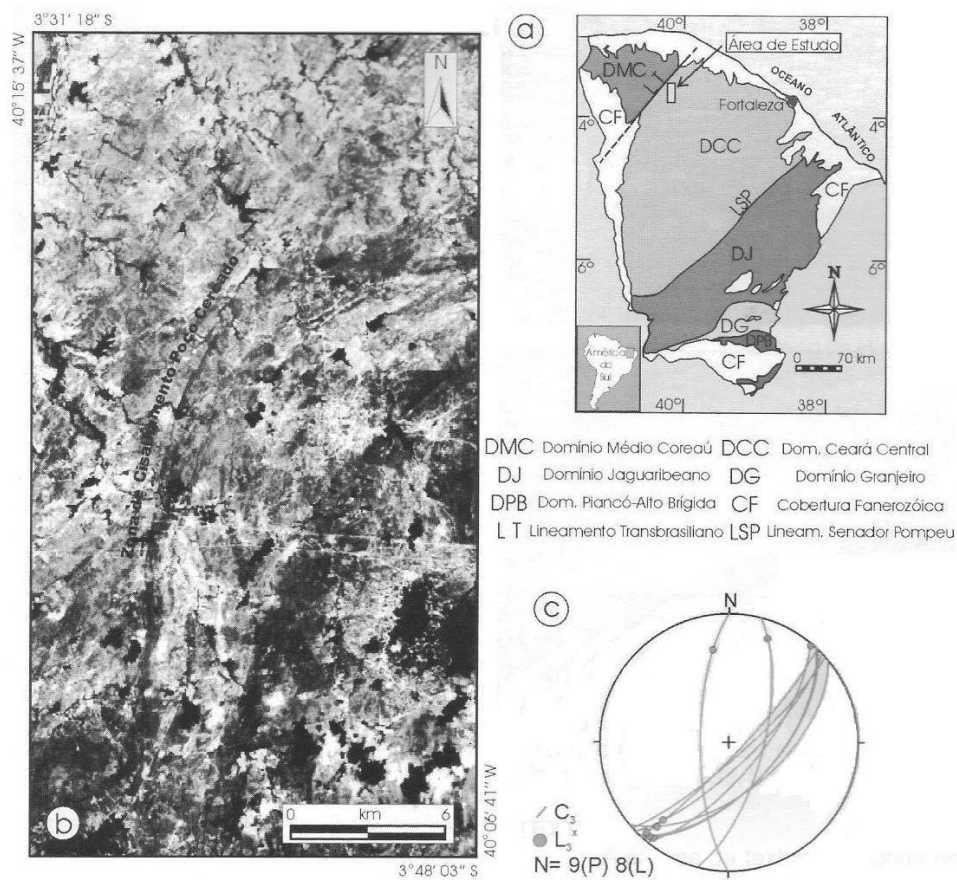 3°31' 18'' S
40°15'37'' W
N
Zona de Cisalhamento Poço Cercado
b
0 km 6
40°06'41'' W
3°48' 03'' S
a
40° 38°
Área de Estudo
DMC
LT
OCEANO
ATLÂNTICO
Fortaleza
CF
4° 4°
DCC
CF
LSP
DJ
6° 6°
N
DG
DPB
CF
América
do
Sul
0 70 km
40° 38°
DMC Domínio Médio Coreaú DCC Dom. Ceará Central
DJ Domínio Jaguaribeano DG Domínio Granjeiro
DPB Dom. Piancó-Alto Brígida CF Cobertura Fanerozóica
LT Lineamento Transbrasiliano LSP Lineam. Senador Pompeu
c
N
C₃
L₃ˣ
N= 9(P) 8(L)